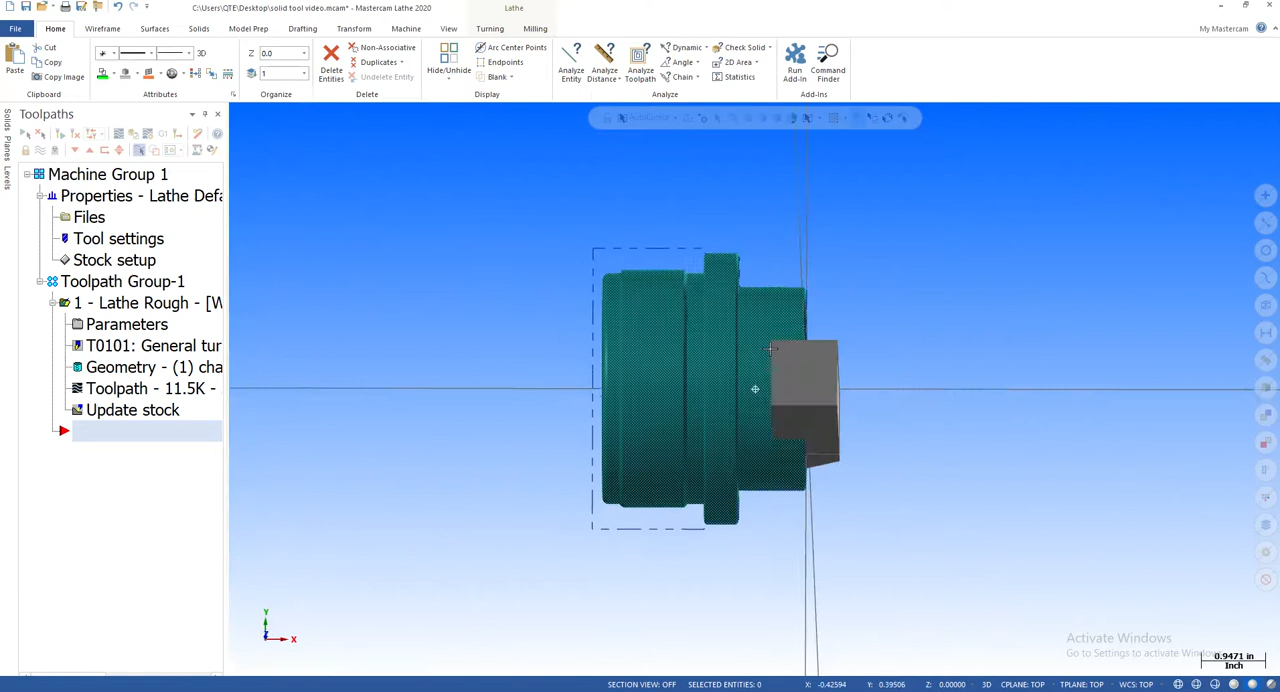 C:\Users\QTE\Desktop\solid tool video.mcam* - Mastercam Lathe 2020
Lathe
File
Home
Wireframe
Surfaces
Solids
Model Prep
Drafting
Transform
Machine
View
Turning
Milling
My Mastercam
Paste
Cut
Copy
Copy Image
Clipboard
3D
Attributes
Z
0.0
1
Organize
Delete Entities
Non-Associative
Duplicates
Undelete Entity
Delete
Hide/Unhide
Arc Center Points
Endpoints
Blank
Display
Analyze Entity
Analyze Distance
Analyze Toolpath
Dynamic
Angle
Chain
Check Solid
2D Area
Statistics
Analyze
Run Add-In
Command Finder
Add-Ins
Solids
Planes
Levels
Toolpaths
G1
AutoCursor
Machine Group 1
Properties - Lathe Defa
Files
Tool settings
Stock setup
Toolpath Group-1
1 - Lathe Rough - [W
Parameters
T0101: General tur
Geometry - (1) cha
Toolpath - 11.5K -
Update stock
Y
X
Activate Windows
Go to Settings to activate Windows.
0.9471 in
Inch
SECTION VIEW: OFF
SELECTED ENTITIES: 0
X: -0.42594
Y: 0.39506
Z: 0.00000
3D
CPLANE: TOP
TPLANE: TOP
WCS: TOP